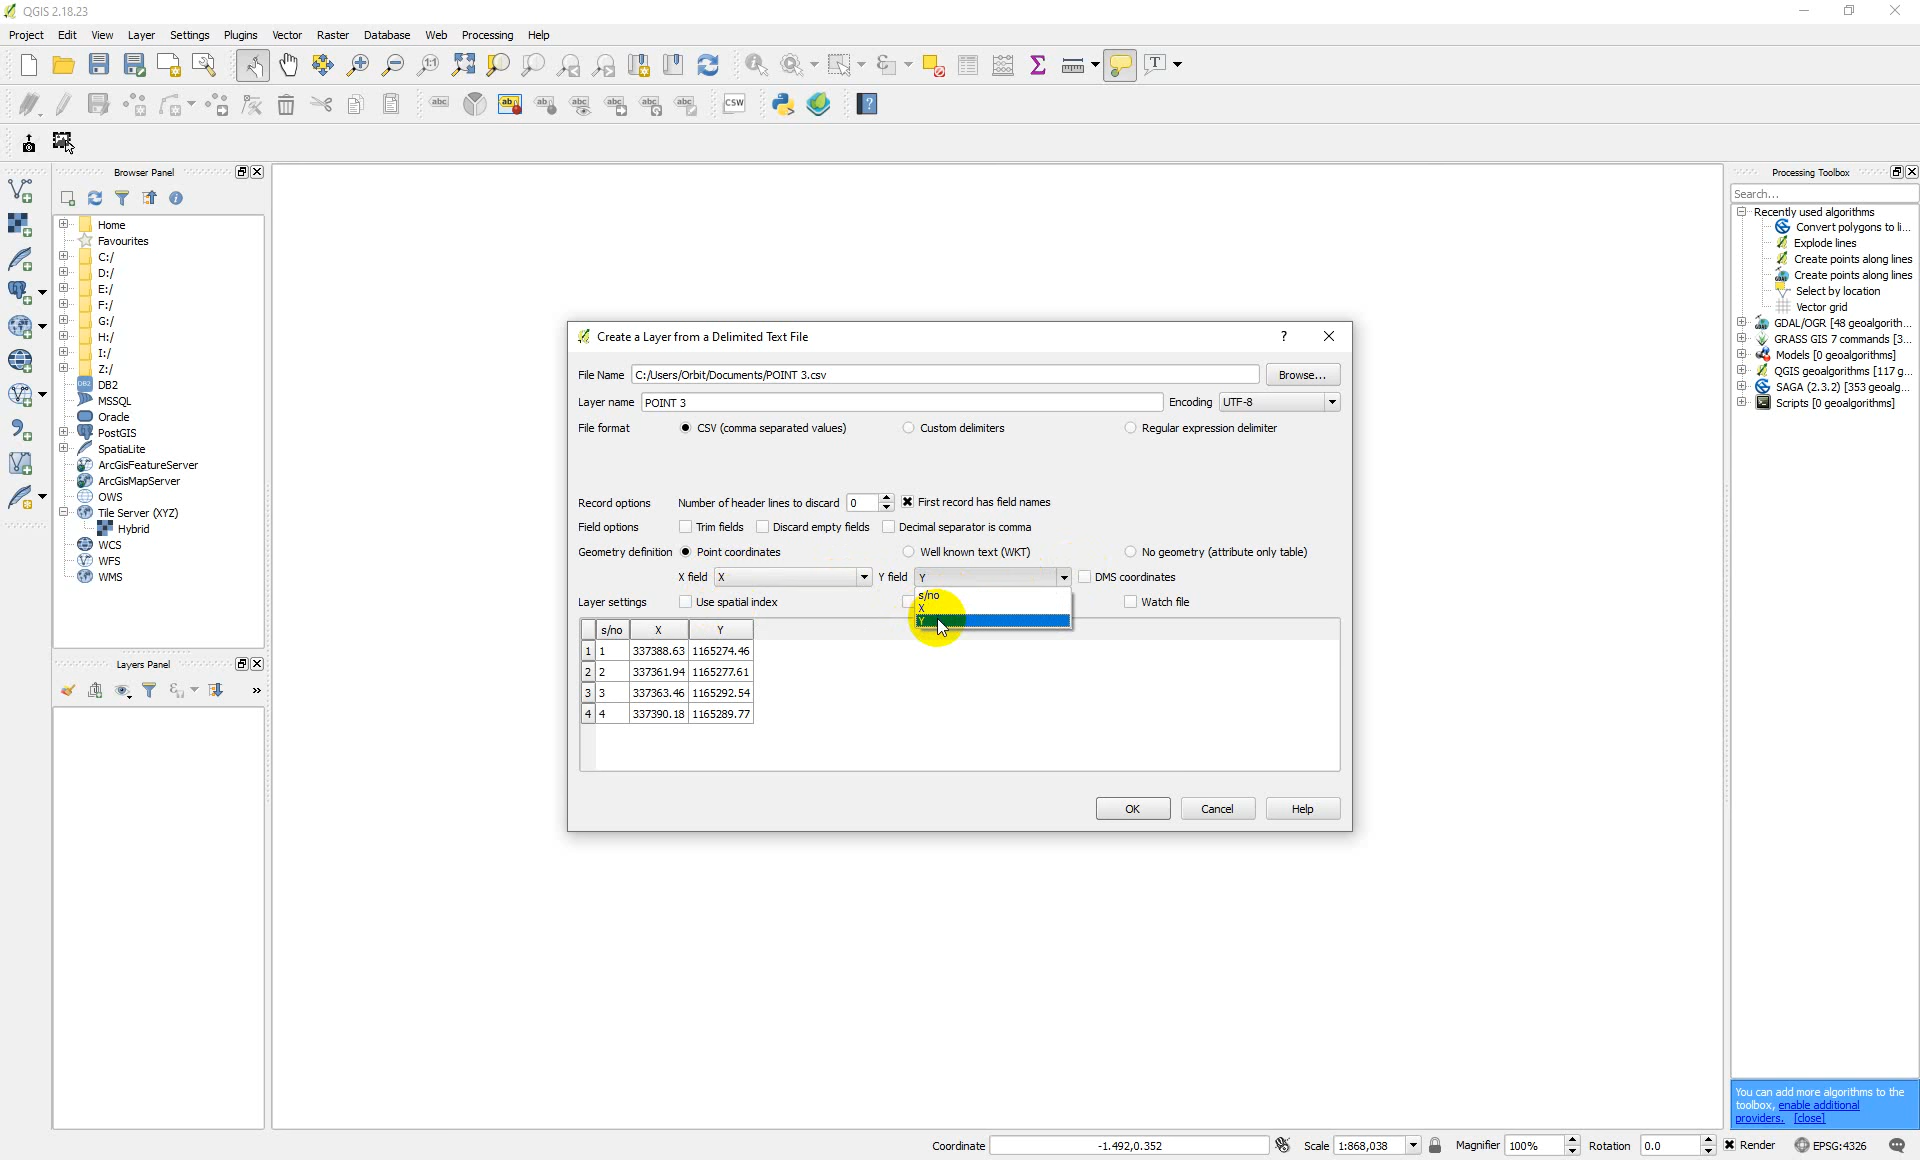 QGIS 2.18.23
Project Edit View Layer Settings Plugins Vector Raster Database Web Processing Help
Browser Panel
Home
Favourites
C:/
D:/
E:/
F:/
G:/
H:/
I:/
Z:/
DB2
MSSQL
Oracle
PostGIS
SpatiaLite
ArcGisFeatureServer
ArcGisMapServer
OWS
Tile Server (XYZ)
Hybrid
WCS
WFS
WMS
Layers Panel
Create a Layer from a Delimited Text File
File Name C:/Users/Orbit/Documents/POINT 3.csv Browse...
Layer name POINT 3 Encoding UTF-8
File format CSV (comma separated values) Custom delimiters Regular expression delimiter
Record options Number of header lines to discard 0 First record has field names
Field options Trim fields Discard empty fields Decimal separator is comma
Geometry definition Point coordinates Well known text (WKT) No geometry (attribute only table)
X field X Y field Y DMS coordinates
s/no
X
Y
Layer settings Use spatial index Watch file
s/no X Y
1 1 337388.63 1165274.46
2 2 337361.94 1165277.61
3 3 337363.46 1165292.54
4 4 337390.18 1165289.77
OK Cancel Help
Processing Toolbox
Search...
Recently used algorithms
Convert polygons to li...
Explode lines
Create points along lines
Create points along lines
Select by location
Vector grid
GDAL/OGR [48 geoalgorith...
GRASS GIS 7 commands [3...
Models [0 geoalgorithms]
QGIS geoalgorithms [117 g...
SAGA (2.3.2) [353 geoalg...
Scripts [0 geoalgorithms]
You can add more algorithms to the
toolbox, enable additional
providers. [close]
Coordinate -1.492,0.352 Scale 1:868,038 Magnifier 100% Rotation 0.0 Render EPSG:4326